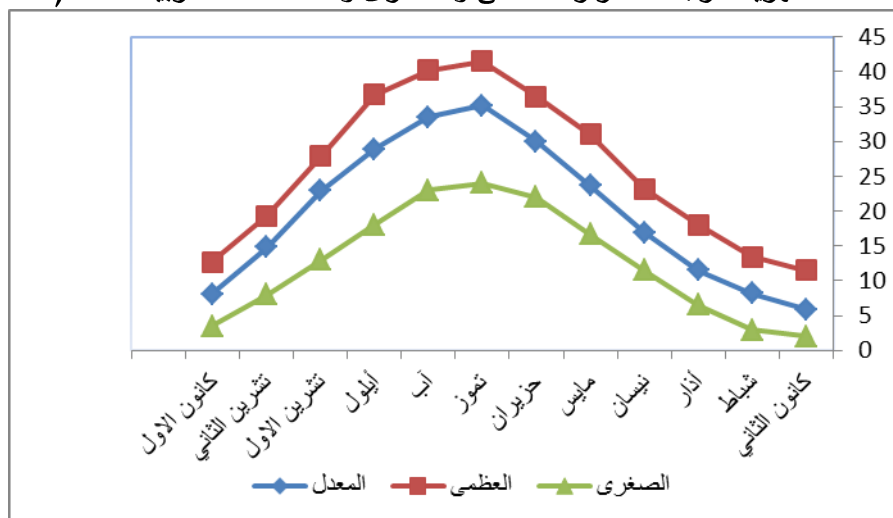 45
40
35
30
25
20
15
10
5
0
كانون الثاني
شباط
أذار
نيسان
مايس
حزيران
تموز
آب
أيلول
تشرين الاول
تشرين الثاني
كانون الاول
الصغرى العظمى المعدل